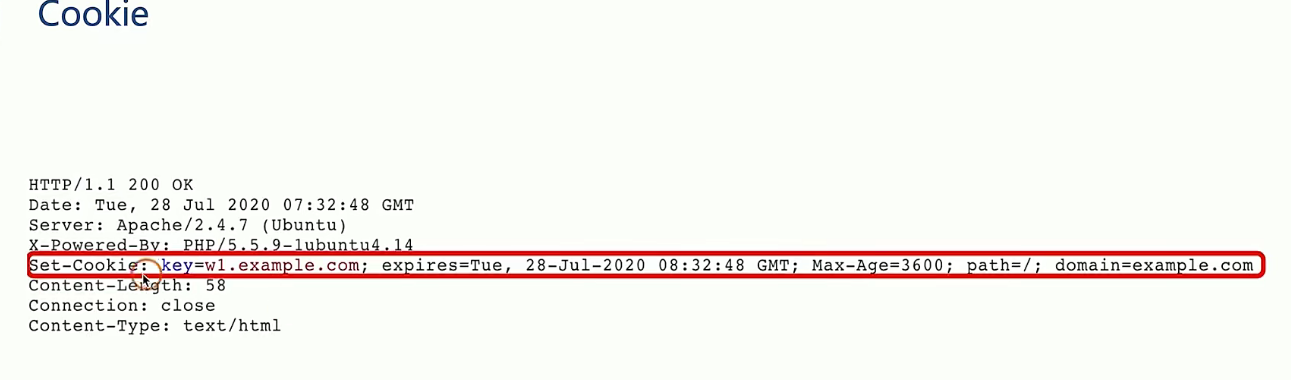 Cookie
HTTP/1.1 200 OK
Date: Tue, 28 Jul 2020 07:32:48 GMT
Server: Apache/2.4.7 (Ubuntu)
X-Powered-By: PHP/5.5.9-1ubuntu4.14
Set-Cookie: key=w1.example.com; expires=Tue, 28-Jul-2020 08:32:48 GMT; Max-Age=3600; path=/; domain=example.com
Content-Length: 58
Connection: close
Content-Type: text/html